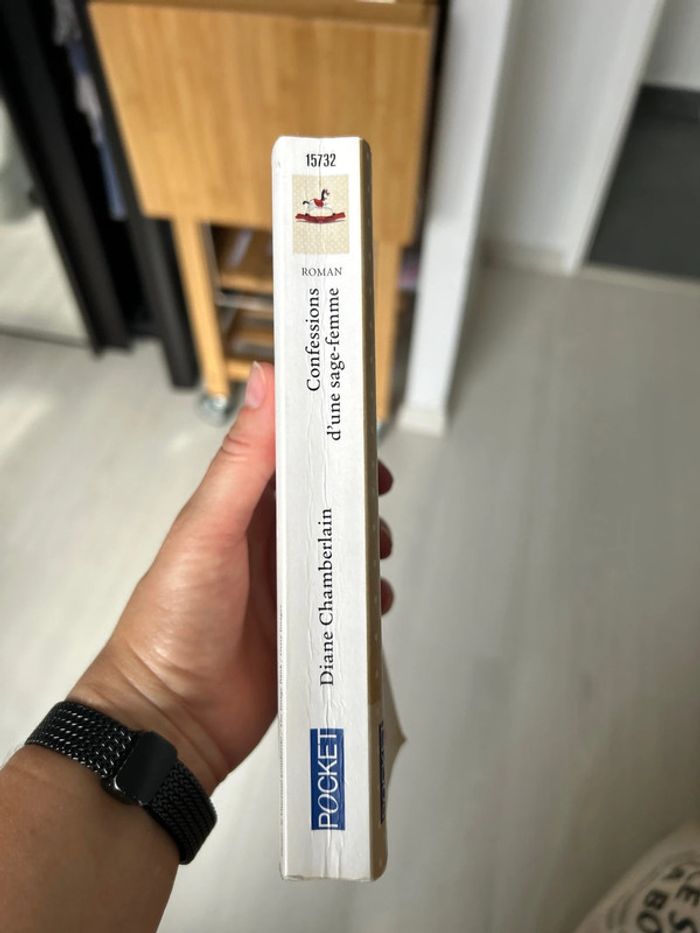 15732
ROMAN
Confessions
d'une sage-femme
Diane Chamberlain
POCKET